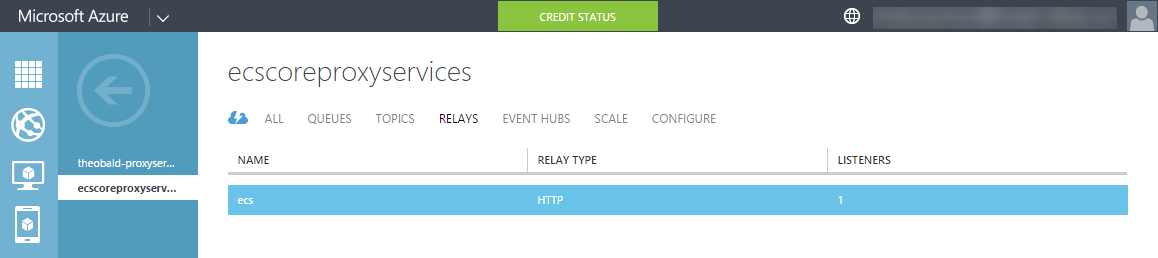 Microsoft Azure CREDIT STATUS
ecscoreproxyservices
ALL QUEUES TOPICS RELAYS EVENT HUBS SCALE CONFIGURE
theobald-proxyser...
ecscoreproxyserv...
NAME RELAY TYPE LISTENERS
ecs HTTP 1